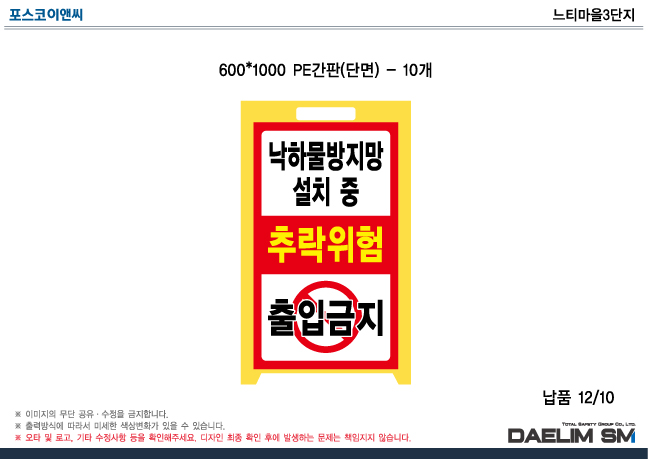 포스코이앤씨
느티마을3단지
600*1000 PE간판(단면) - 10개
낙하물방지망
설치 중
추락위험
출입금지
납품 12/10
※ 이미지의 무단 공유·수정을 금지합니다.
※ 출력방식에 따라서 미세한 색상변화가 있을 수 있습니다.
※ 오타 및 로고, 기타 수정사항 등을 확인해주세요. 디자인 최종 확인 후에 발생하는 문제는 책임지지 않습니다.
Total Safety Group Co., Ltd.
DAELIM SM